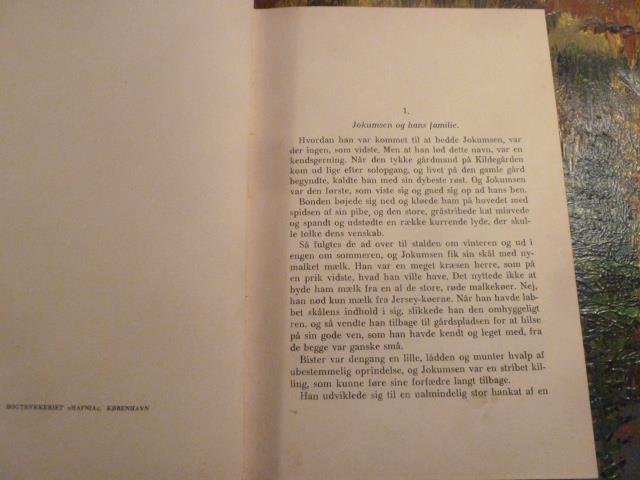 BOGTRYKKERIET »HAFNIA«, KØBENHAVN
1.
Jokumsen og hans familie.
Hvordan han var kommet til at hedde Jokumsen, var
der ingen, som vidste. Men at han lød dette navn, var en
kendsgerning. Når den tykke gårdmand på Kildegården
kom ud lige efter solopgang, og livet på den gamle gård
begyndte, kaldte han med sin dybeste røst. Og Jokumsen
var den første, som viste sig og gned sig op ad hans ben.
Bonden bøjede sig ned og kløede ham på hovedet med
spidsen af sin pibe, og den store, gråstribede kat miavede
og spandt og udstødte en række kurrende lyde, der skul-
le tolke dens venskab.
Så fulgtes de ad over til stalden om vinteren og ud i
engen om sommeren, og Jokumsen fik sin skål med ny-
malket mælk. Han var en meget kræsen herre, som på
en prik vidste, hvad han ville have. Det nyttede ikke at
byde ham mælk fra en af de store, røde malkekøer. Nej,
han nød kun mælk fra Jersey-køerne. Når han havde lab-
bet skålens indhold i sig, slikkede han den omhyggeligt
ren, og så vendte han tilbage til gårdspladsen for at hilse
på sin gode ven, som han havde kendt og leget med, fra
de begge var ganske små.
Bister var dengang en lille, lådden og munter hvalp af
ubestemmelig oprindelse, og Jokumsen var en stribet kil-
ling, som kunne føre sine forfædre langt tilbage.
Han udviklede sig til en ualmindelig stor hankat af en